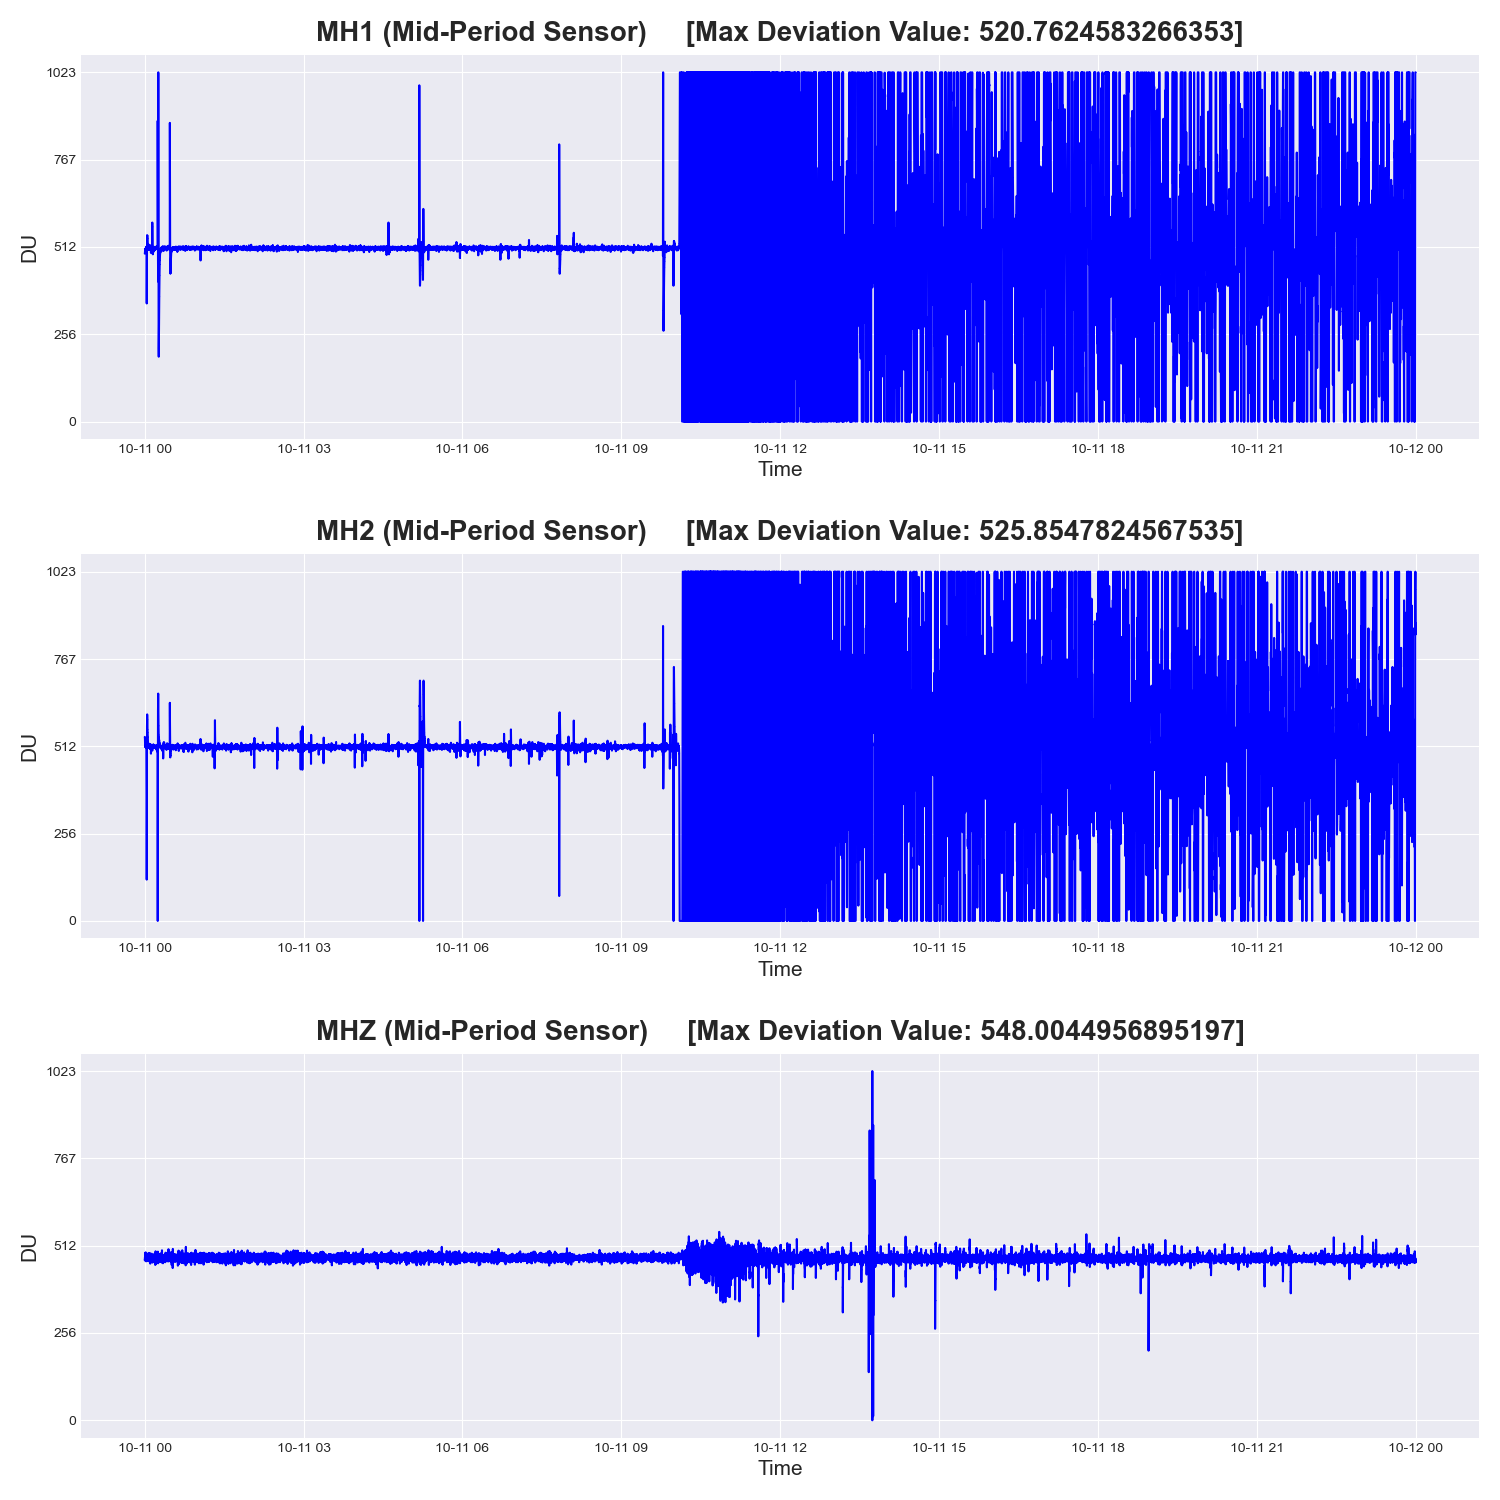 MH1 (Mid-Period Sensor) [Max Deviation Value: 520.7624583266353]
1023
767
512
256
0
DU
10-11 00 10-11 03 10-11 06 10-11 09 10-11 12 10-11 15 10-11 18 10-11 21 10-12 00
Time
MH2 (Mid-Period Sensor) [Max Deviation Value: 525.8547824567535]
1023
767
512
256
0
DU
10-11 00 10-11 03 10-11 06 10-11 09 10-11 12 10-11 15 10-11 18 10-11 21 10-12 00
Time
MHZ (Mid-Period Sensor) [Max Deviation Value: 548.0044956895197]
1023
767
512
256
0
DU
10-11 00 10-11 03 10-11 06 10-11 09 10-11 12 10-11 15 10-11 18 10-11 21 10-12 00
Time